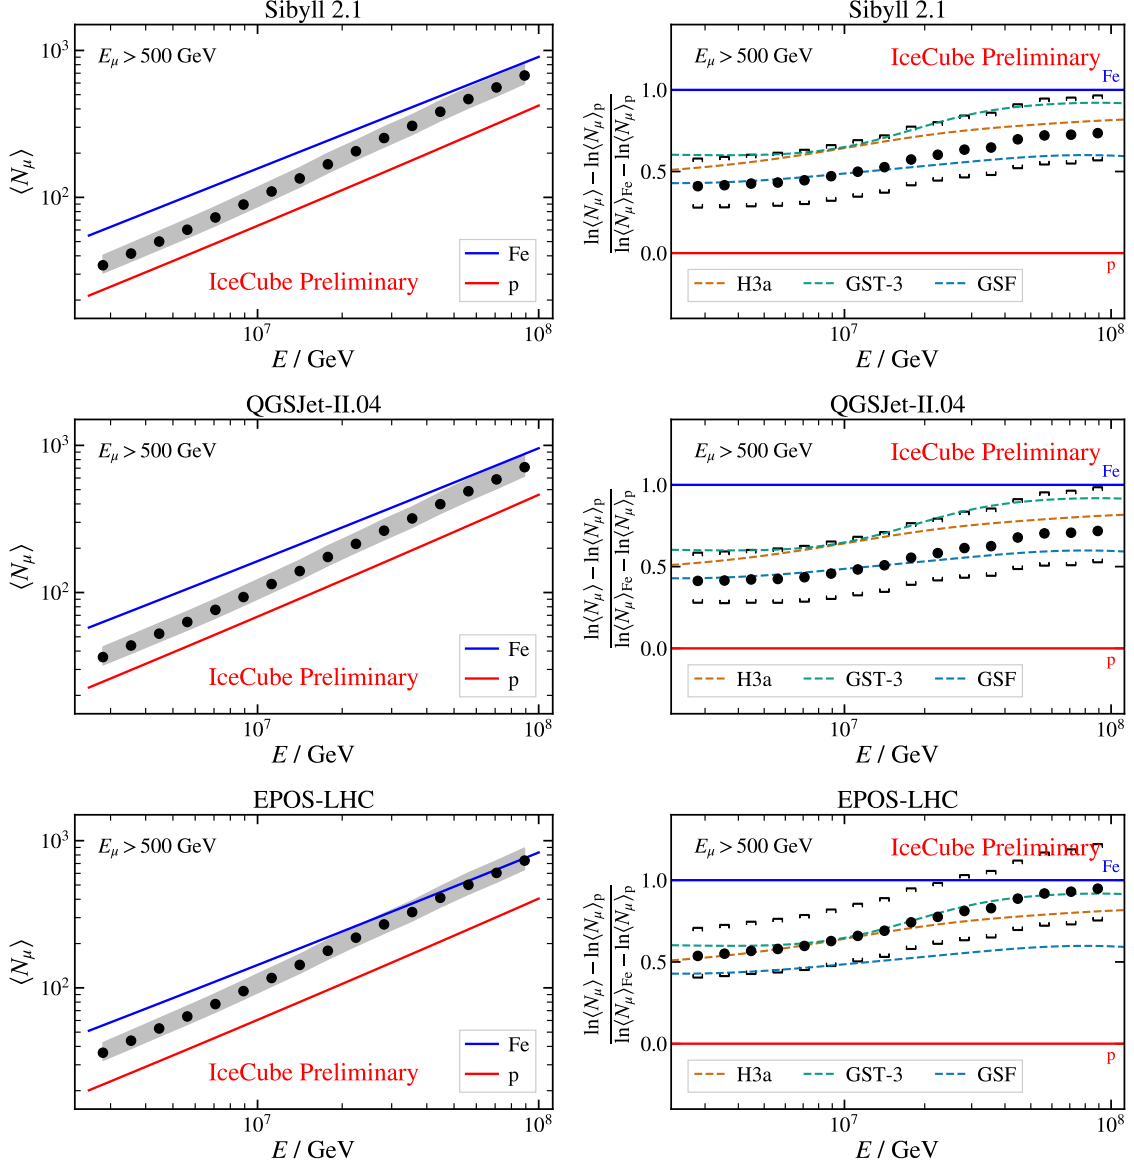 Sibyll 2.1
E_μ > 500 GeV
10³
10²
⟨N_μ⟩
IceCube Preliminary
Fe
p
10⁷
10⁸
E / GeV
Sibyll 2.1
E_μ > 500 GeV
IceCube Preliminary
Fe
1.0
0.5
0.0
ln⟨N_μ⟩ − ln⟨N_μ⟩_p
ln⟨N_μ⟩_Fe − ln⟨N_μ⟩_p
p
H3a
GST-3
GSF
10⁷
10⁸
E / GeV
QGSJet-II.04
E_μ > 500 GeV
10³
10²
⟨N_μ⟩
IceCube Preliminary
Fe
p
10⁷
10⁸
E / GeV
QGSJet-II.04
E_μ > 500 GeV
IceCube Preliminary
Fe
1.0
0.5
0.0
ln⟨N_μ⟩ − ln⟨N_μ⟩_p
ln⟨N_μ⟩_Fe − ln⟨N_μ⟩_p
p
H3a
GST-3
GSF
10⁷
10⁸
E / GeV
EPOS-LHC
E_μ > 500 GeV
10³
10²
⟨N_μ⟩
IceCube Preliminary
Fe
p
10⁷
10⁸
E / GeV
EPOS-LHC
E_μ > 500 GeV
IceCube Preliminary
Fe
1.0
0.5
0.0
ln⟨N_μ⟩ − ln⟨N_μ⟩_p
ln⟨N_μ⟩_Fe − ln⟨N_μ⟩_p
p
H3a
GST-3
GSF
10⁷
10⁸
E / GeV